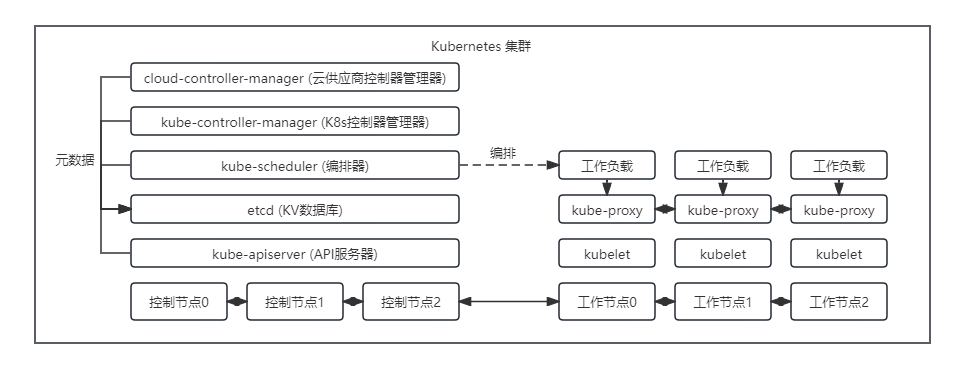 Kubernetes 集群
cloud-controller-manager (云供应商控制器管理器)
kube-controller-manager (K8s控制器管理器)
元数据
kube-scheduler (编排器)
编排
工作负载 工作负载 工作负载
etcd (KV数据库)
kube-proxy kube-proxy kube-proxy
kube-apiserver (API服务器)
kubelet kubelet kubelet
控制节点0 控制节点1 控制节点2 工作节点0 工作节点1 工作节点2